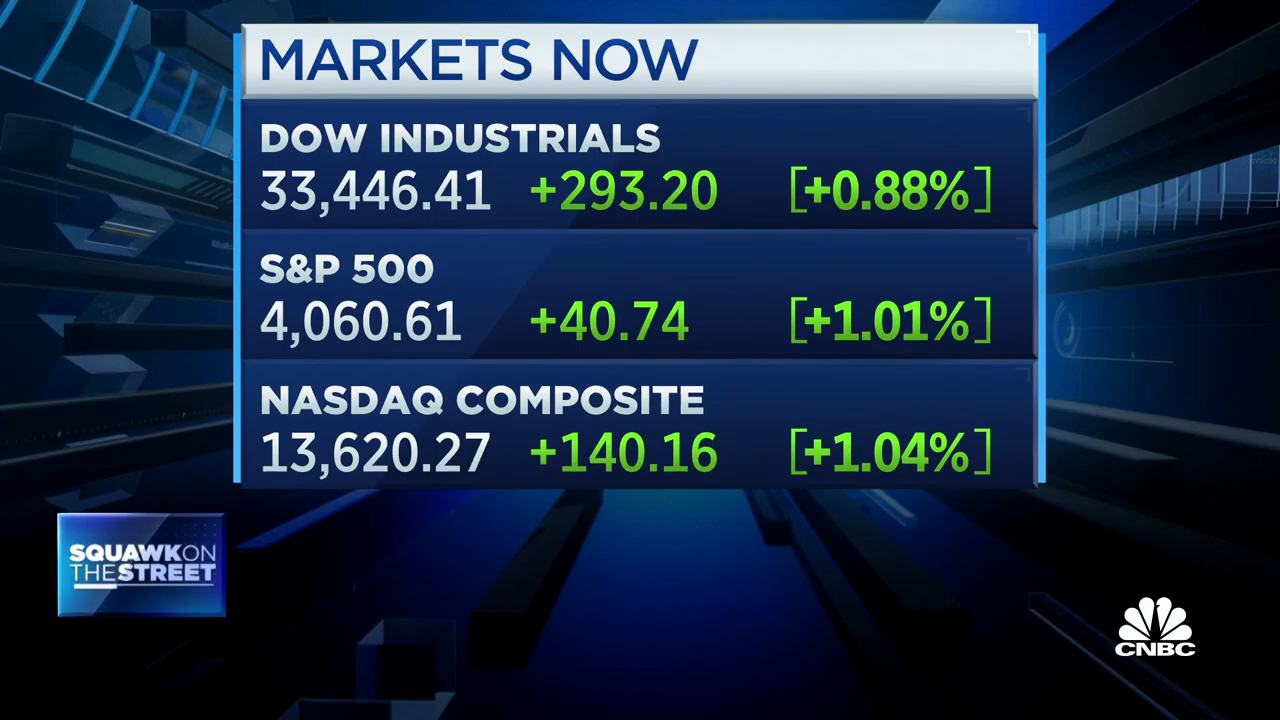 MARKETS NOW
DOW INDUSTRIALS
33,446.41 +293.20 [+0.88%]
S&P 500
4,060.61 +40.74 [+1.01%]
NASDAQ COMPOSITE
13,620.27 +140.16 [+1.04%]
SQUAWK ON
THE STREET
CNBC